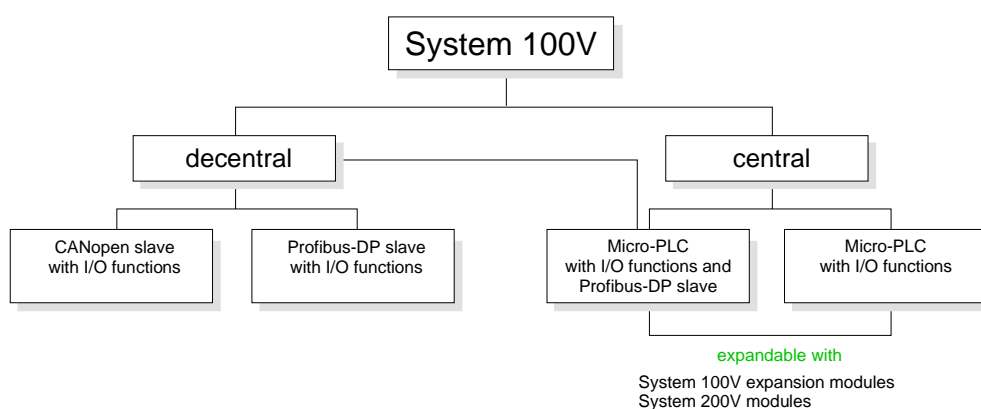 System 100V
decentral
central
CANopen slave
with I/O functions
Profibus-DP slave
with I/O functions
Micro-PLC
with I/O functions and
Profibus-DP slave
Micro-PLC
with I/O functions
expandable with
System 100V expansion modules
System 200V modules